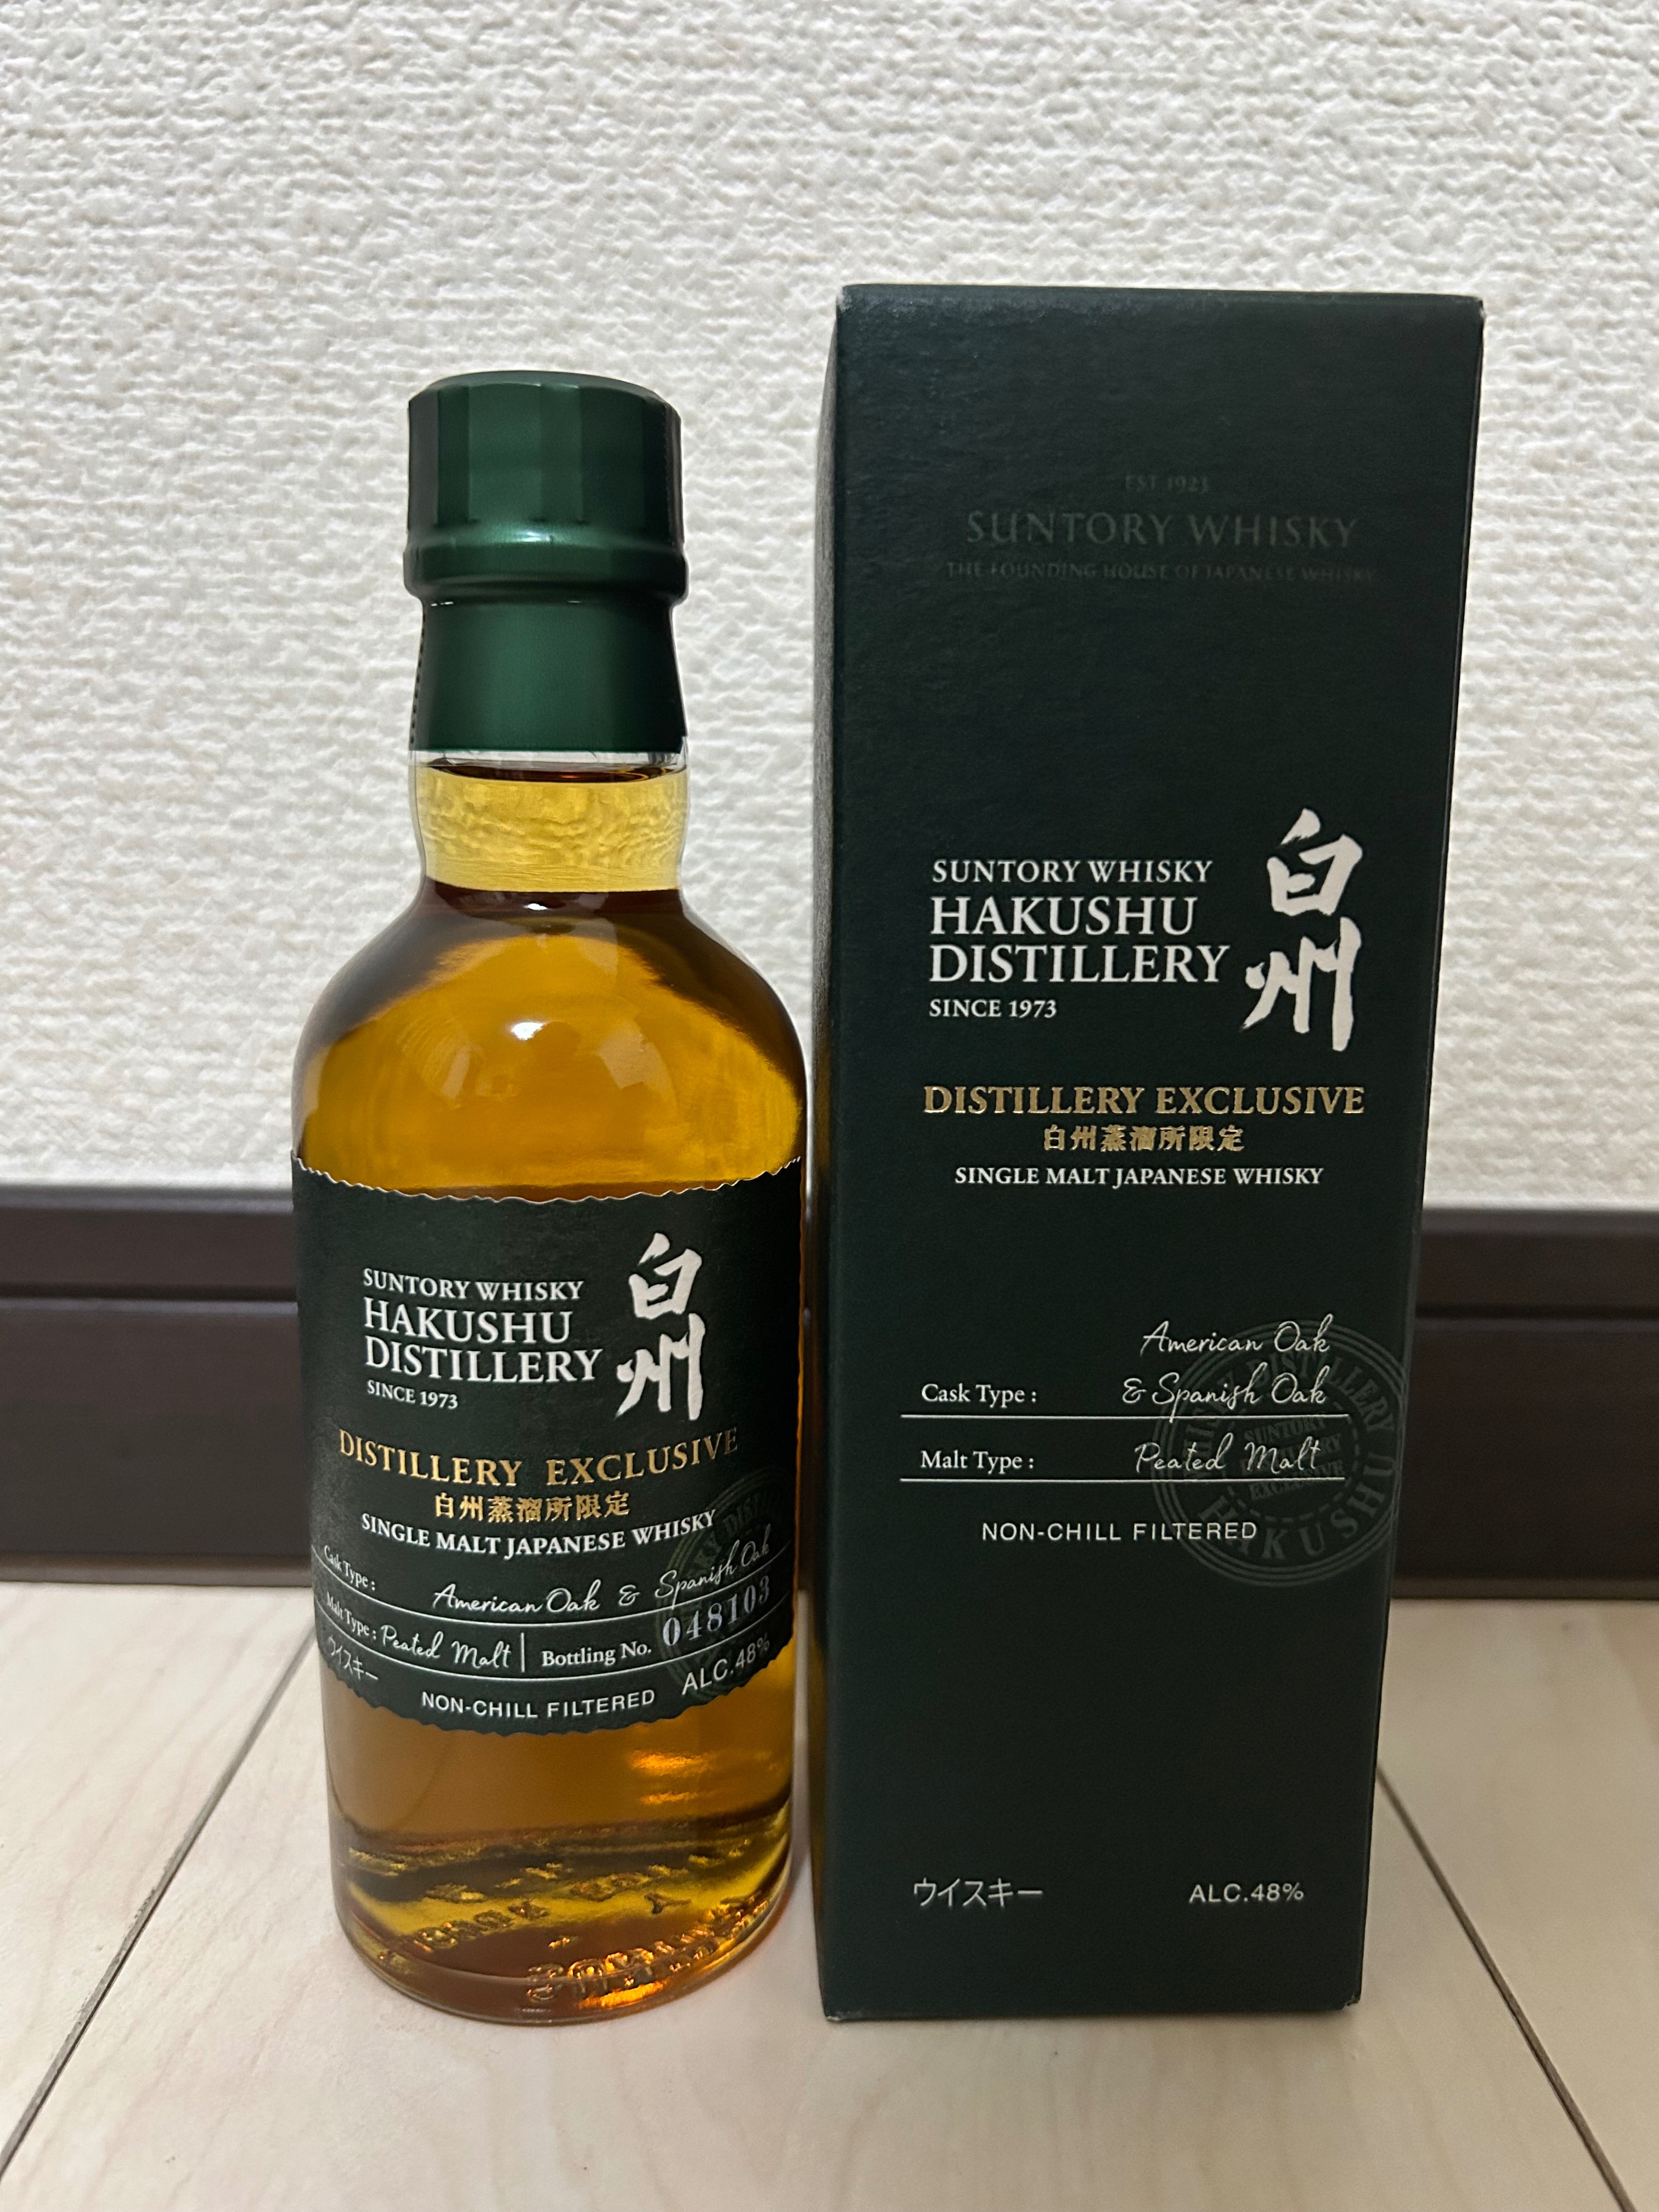 SUNTORY WHISKY
HAKUSHU
DISTILLERY
SINCE 1973
白州
DISTILLERY EXCLUSIVE
白州蒸溜所限定
SINGLE MALT JAPANESE WHISKY
Cask Type : American Oak & Spanish Oak
Malt Type : Peated Malt | Bottling No. 048103
ウイスキー
NON-CHILL FILTERED
ALC.48%
EST 1923
SUNTORY WHISKY
THE FOUNDING HOUSE OF JAPANESE WHISKY
SUNTORY WHISKY
HAKUSHU
DISTILLERY
SINCE 1973
白州
DISTILLERY EXCLUSIVE
白州蒸溜所限定
SINGLE MALT JAPANESE WHISKY
American Oak
Cask Type : & Spanish Oak
Malt Type : Peated Malt
NON-CHILL FILTERED
ウイスキー
ALC.48%